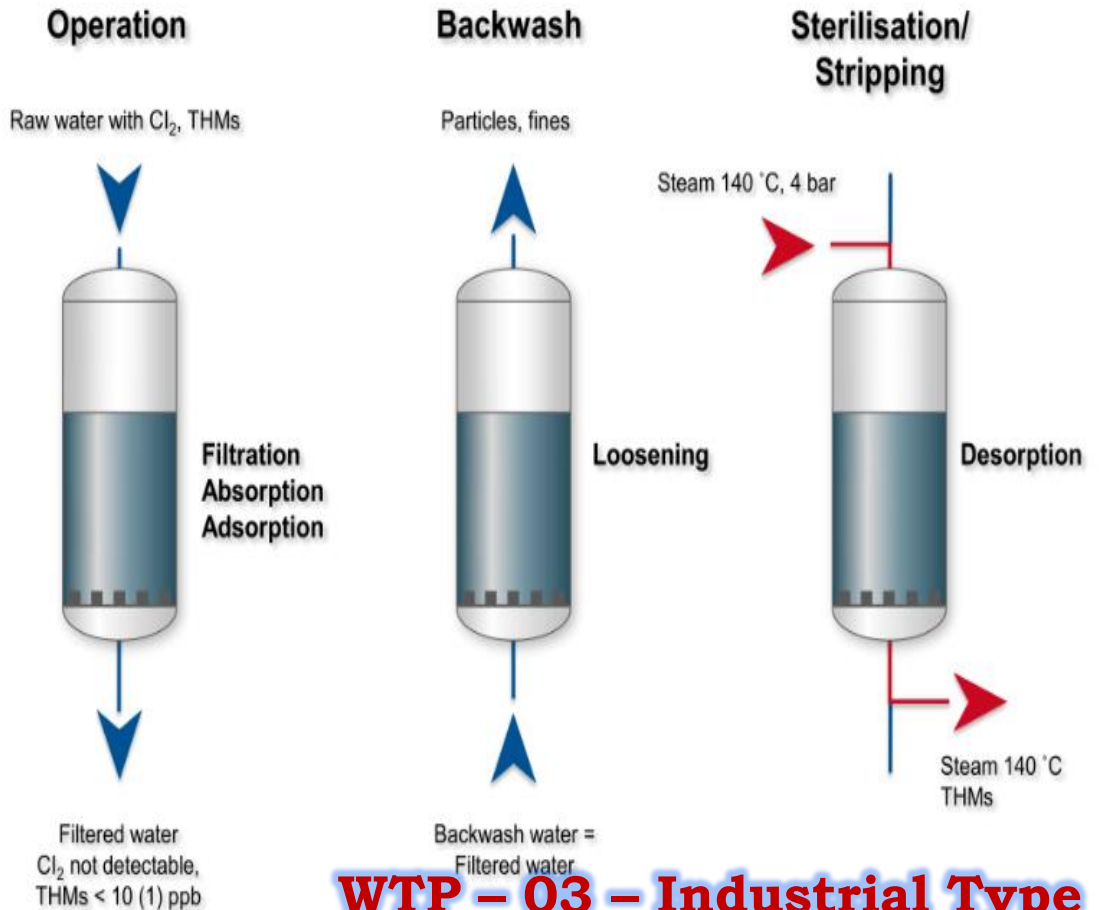 Operation
Raw water with Cl₂, THMs
Filtration
Absorption
Adsorption
Filtered water
Cl₂ not detectable,
THMs < 10 (1) ppb
Backwash
Particles, fines
Loosening
Backwash water =
Filtered water
Sterilisation/
Stripping
Steam 140 ˚C, 4 bar
Desorption
Steam 140 ˚C
THMs
WTP – 03 – Industrial Type